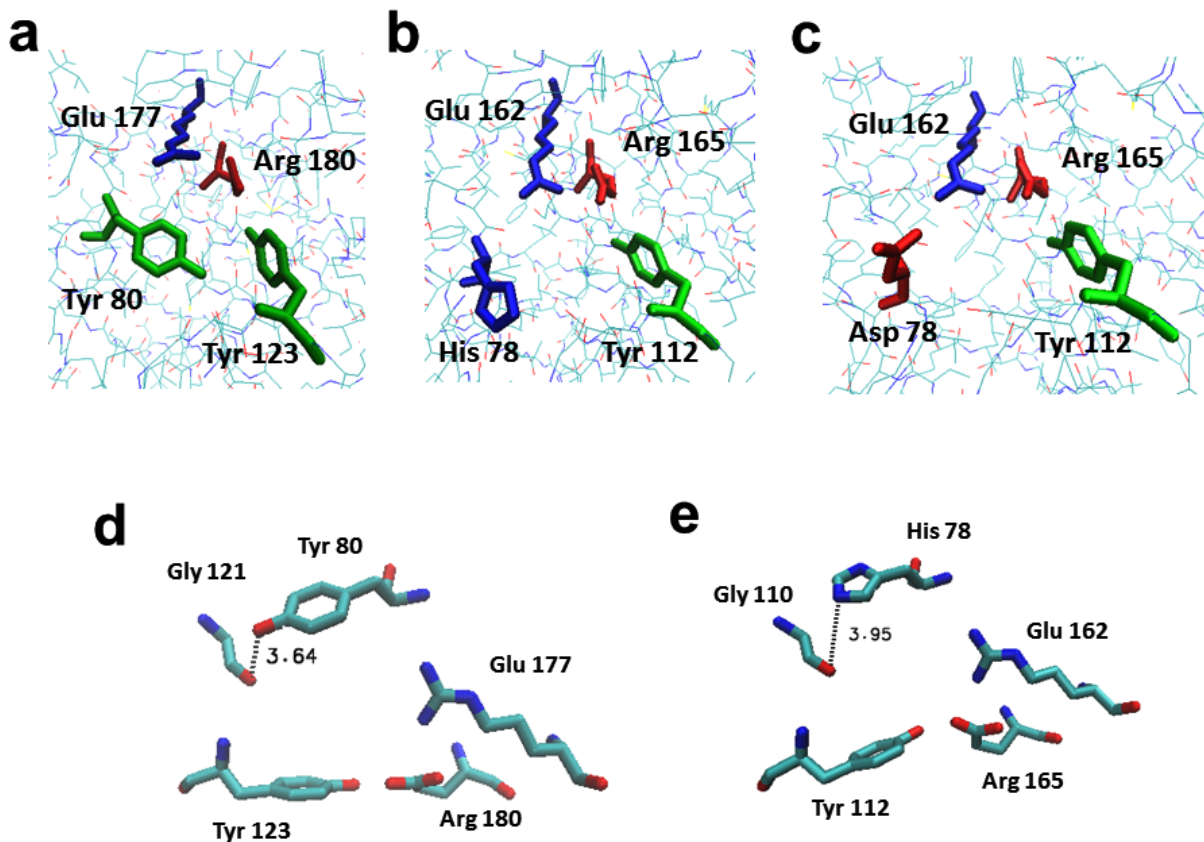 a
b
c
Glu 177
Arg 180
Tyr 80
Tyr 123
Glu 162
Arg 165
His 78
Tyr 112
Glu 162
Arg 165
Asp 78
Tyr 112
d
Tyr 80
Gly 121
3.64
Glu 177
Tyr 123
Arg 180
e
His 78
Gly 110
3.95
Glu 162
Arg 165
Tyr 112